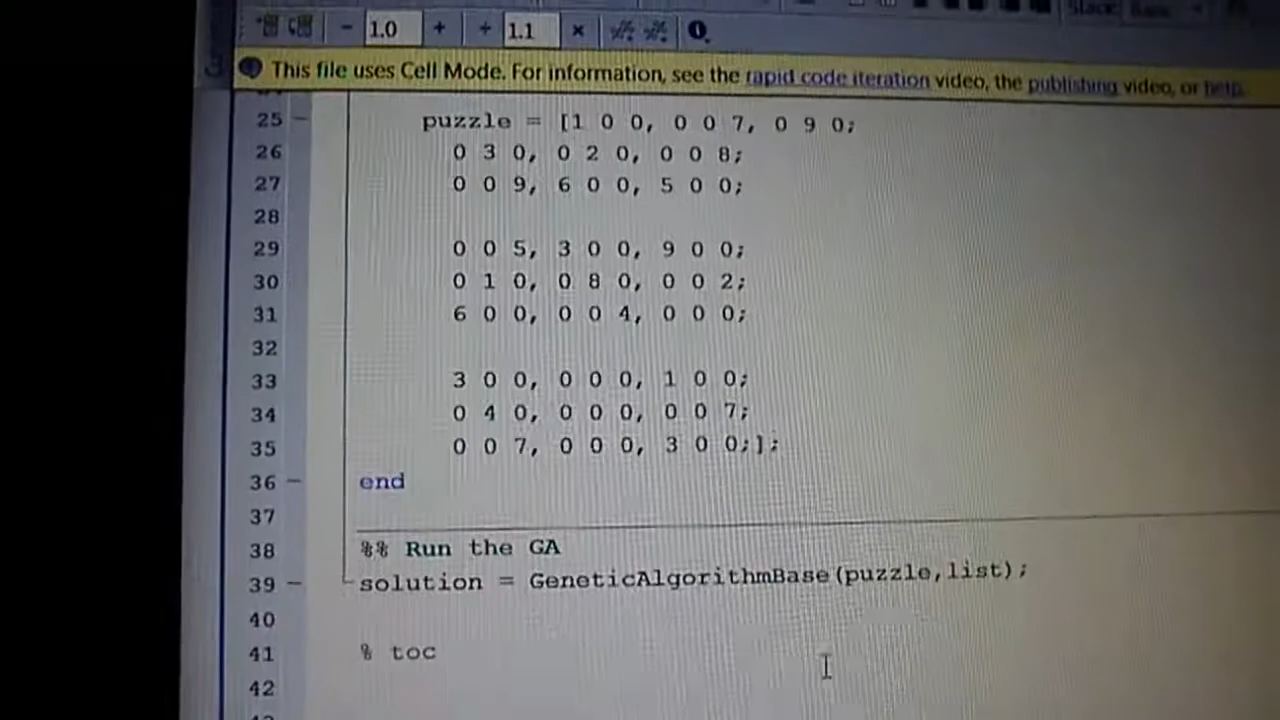 1.0 + ÷ 1.1 ×
This file uses Cell Mode. For information, see the rapid code iteration video, the publishing video, or help.
25 puzzle = [1 0 0, 0 0 7, 0 9 0;
26 0 3 0, 0 2 0, 0 0 8;
27 0 0 9, 6 0 0, 5 0 0;
28
29 0 0 5, 3 0 0, 9 0 0;
30 0 1 0, 0 8 0, 0 0 2;
31 6 0 0, 0 0 4, 0 0 0;
32
33 3 0 0, 0 0 0, 1 0 0;
34 0 4 0, 0 0 0, 0 0 7;
35 0 0 7, 0 0 0, 3 0 0;];
36 end
37
38 %% Run the GA
39 solution = GeneticAlgorithmBase(puzzle,list);
40
41 % toc
42